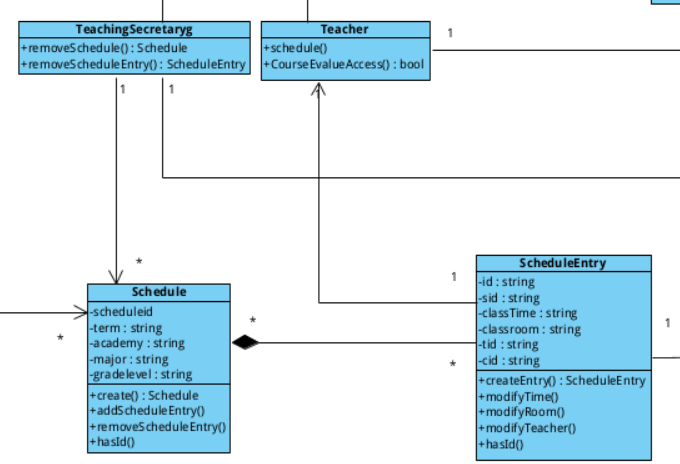 TeachingSecretaryg
+removeSchedule() : Schedule
+removeScheduleEntry() : ScheduleEntry
Teacher
+schedule()
+CourseEvalueAccess() : bool
1
1
1
1
*
Schedule
-scheduleid
-term : string
-academy : string
-major : string
-gradelevel : string
+create() : Schedule
+addScheduleEntry()
+removeScheduleEntry()
+hasId()
*
*
*
1
ScheduleEntry
-id : string
-sid : string
-classTime : string
-classroom : string
-tid : string
-cid : string
+createEntry() : ScheduleEntry
+modifyTime()
+modifyRoom()
+modifyTeacher()
+hasId()
1